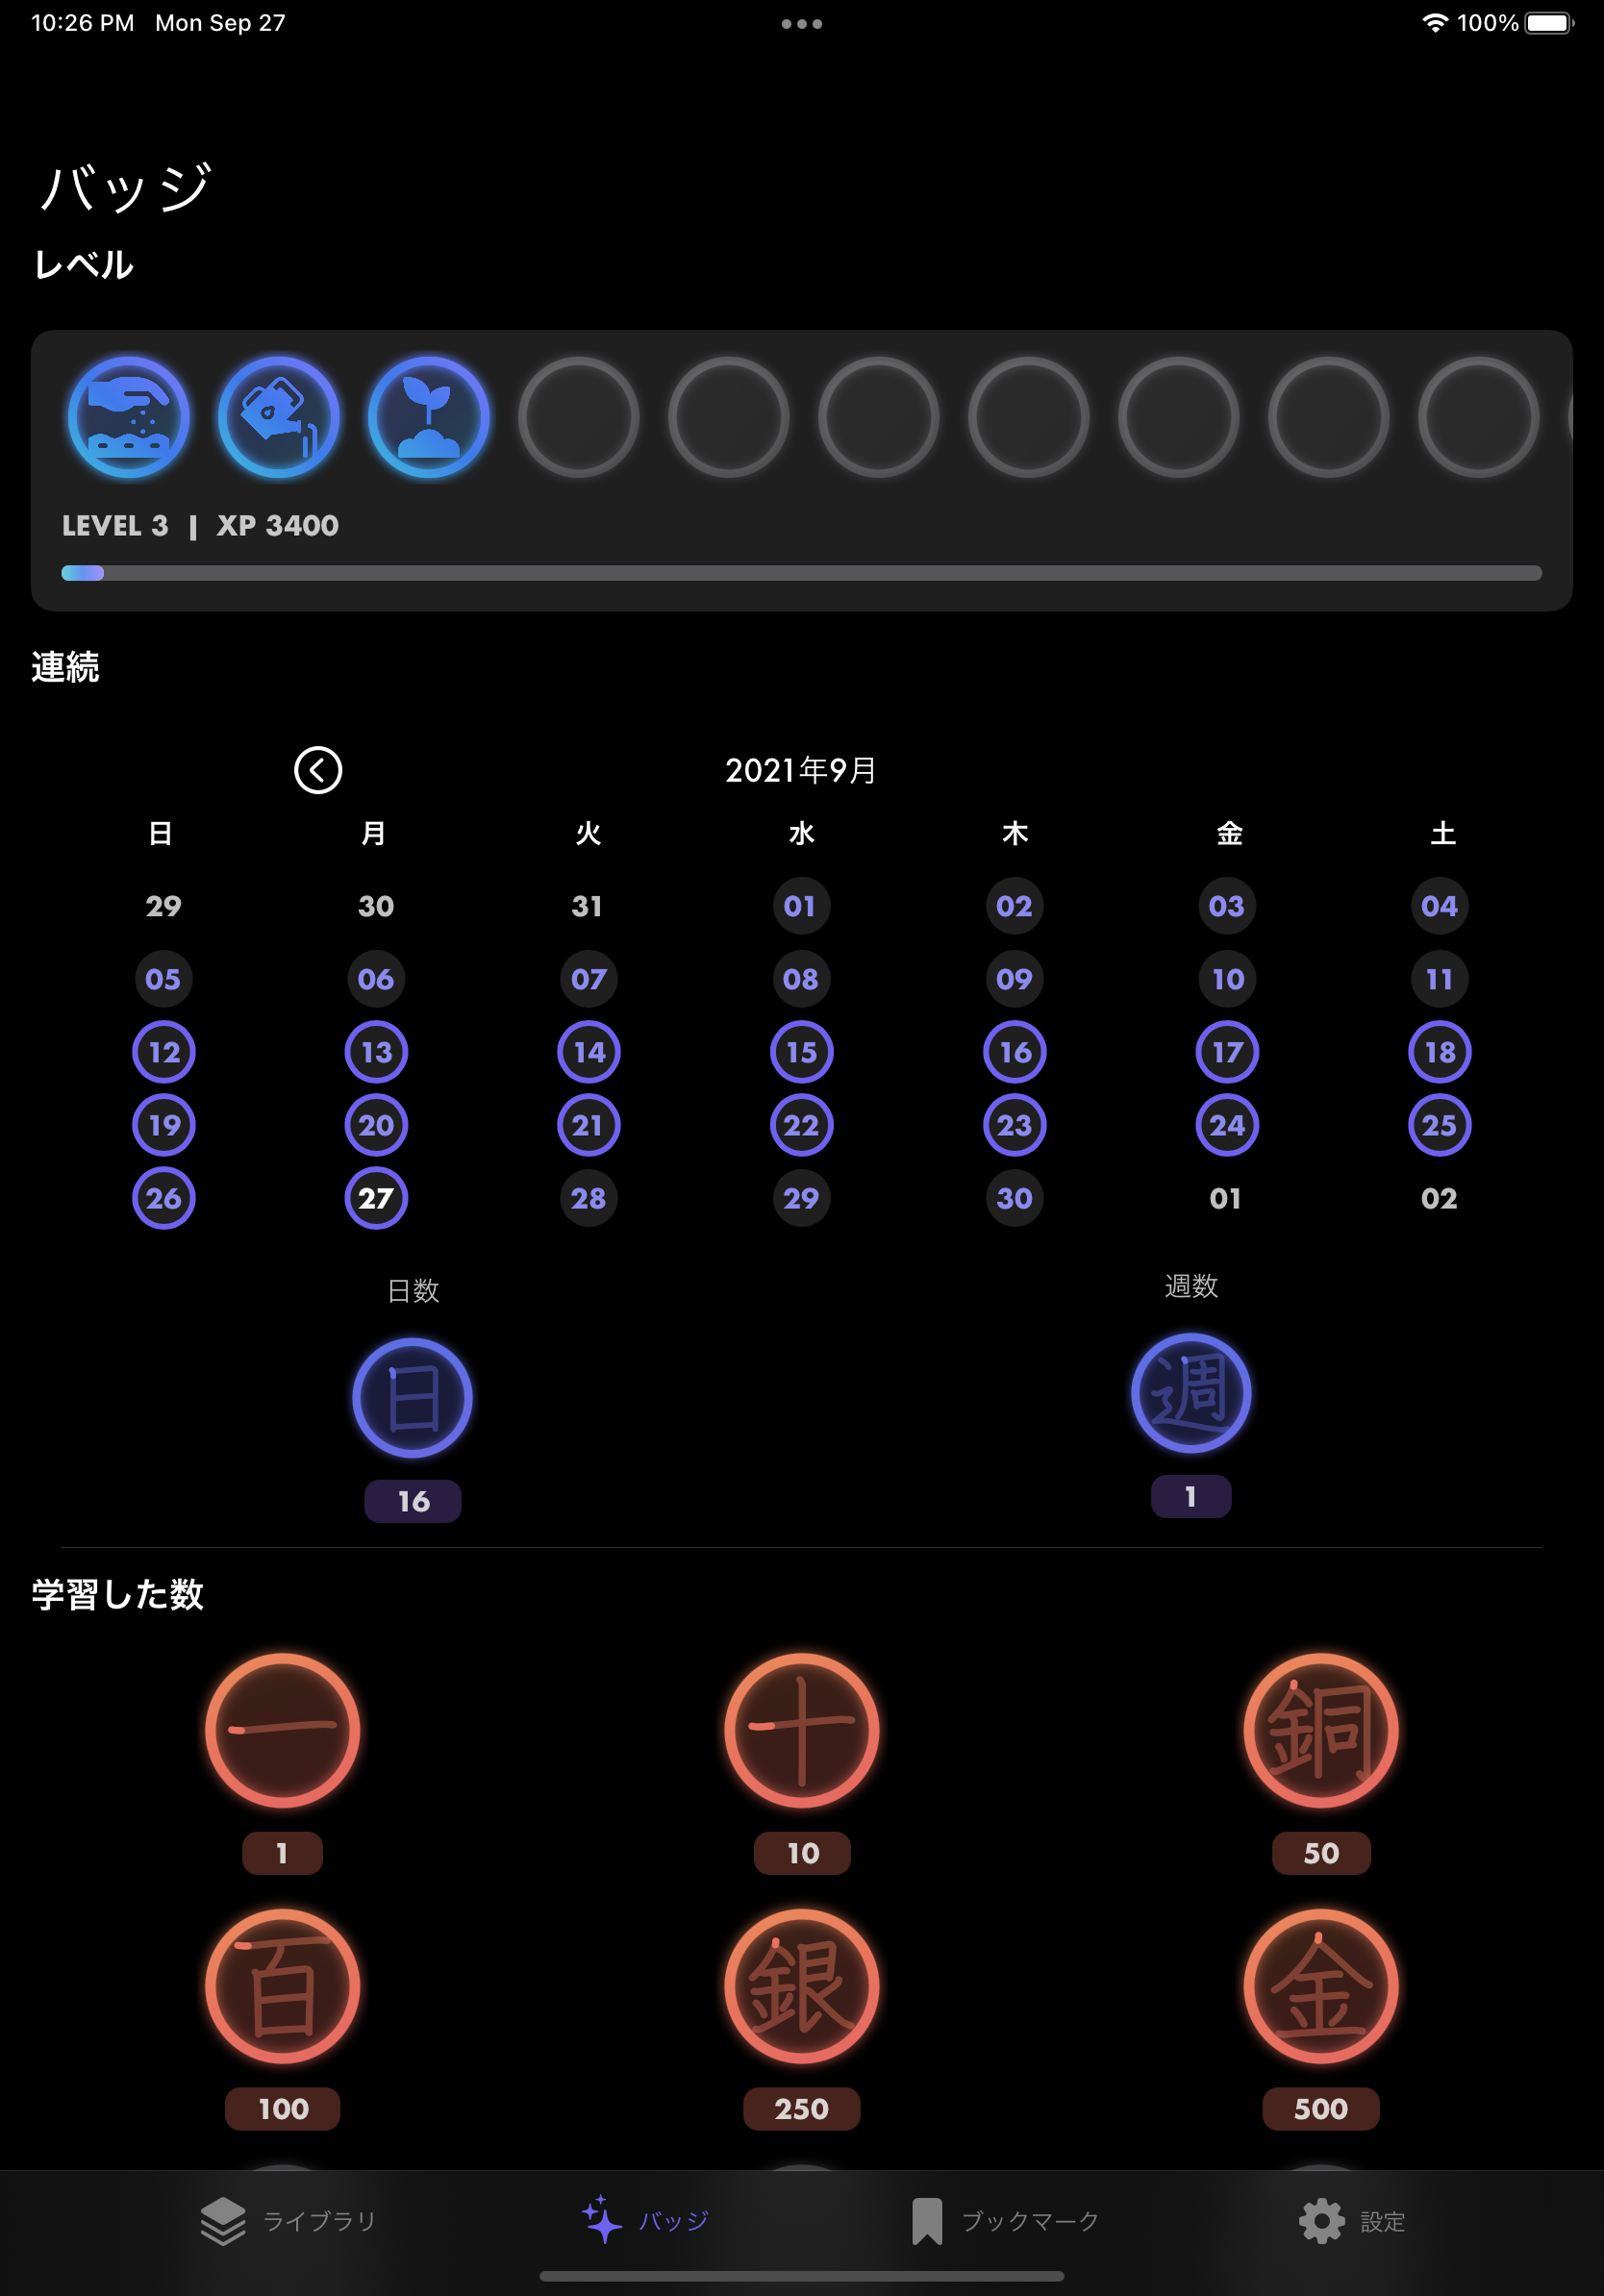 10:26 PM Mon Sep 27 100%
バッジ
レベル
LEVEL 3 | XP 3400
連続
2021年9月
日 月 火 水 木 金 土
29 30 31 01 02 03 04
05 06 07 08 09 10 11
12 13 14 15 16 17 18
19 20 21 22 23 24 25
26 27 28 29 30 01 02
日数 週数
日 週
16 1
学習した数
一 十 銅
1 10 50
百 銀 金
100 250 500
ライブラリ バッジ ブックマーク 設定